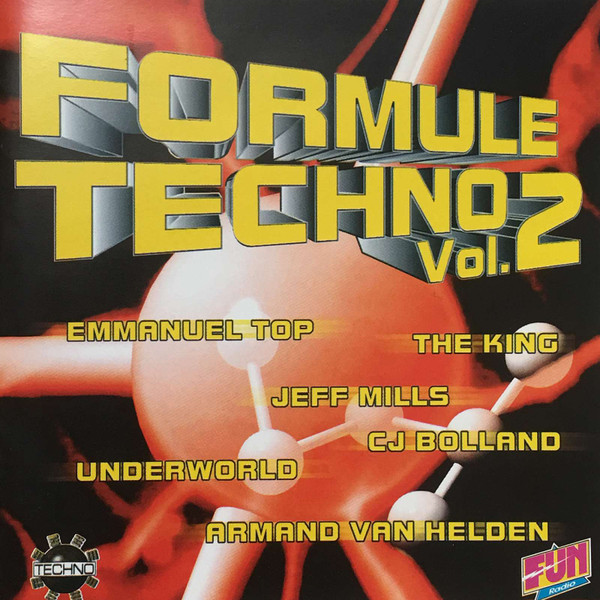 FORMULE
TECHNO
Vol. 2
EMMANUEL TOP
THE KING
JEFF MILLS
CJ BOLLAND
UNDERWORLD
ARMAND VAN HELDEN
TECHNO
FUN
Radio